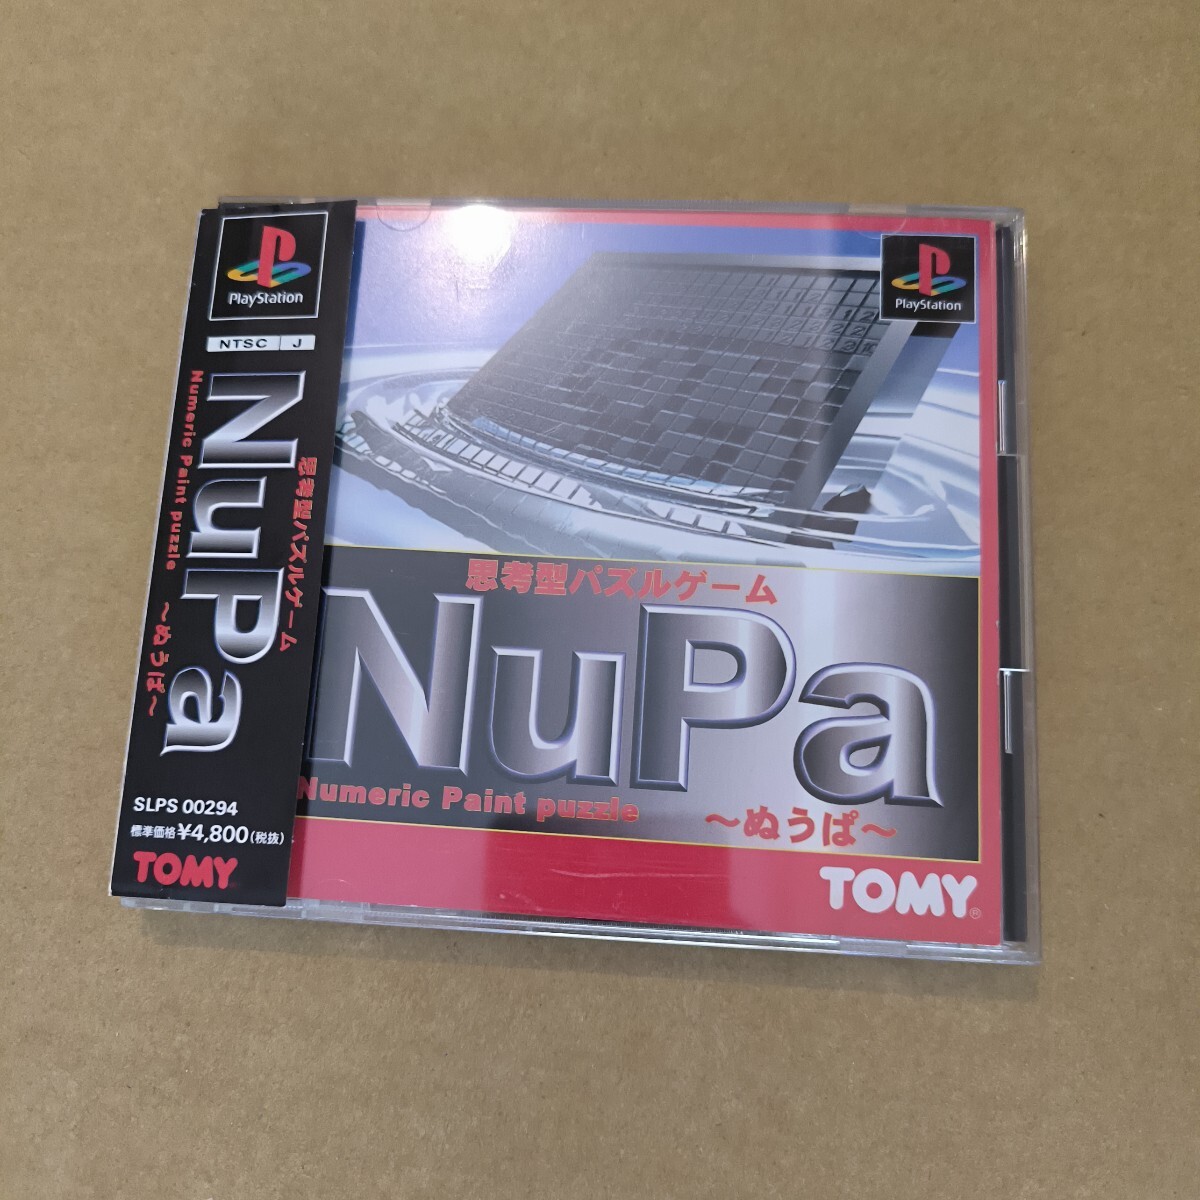 PlayStation
NTSC J
NuPa
Numeric Paint puzzle 〜ぬうぱ〜
思考型パズルゲーム
SLPS 00294
標準価格¥4,800(税抜)
TOMY
PlayStation
思考型パズルゲーム
NuPa
Numeric Paint puzzle
〜ぬうぱ〜
TOMY®